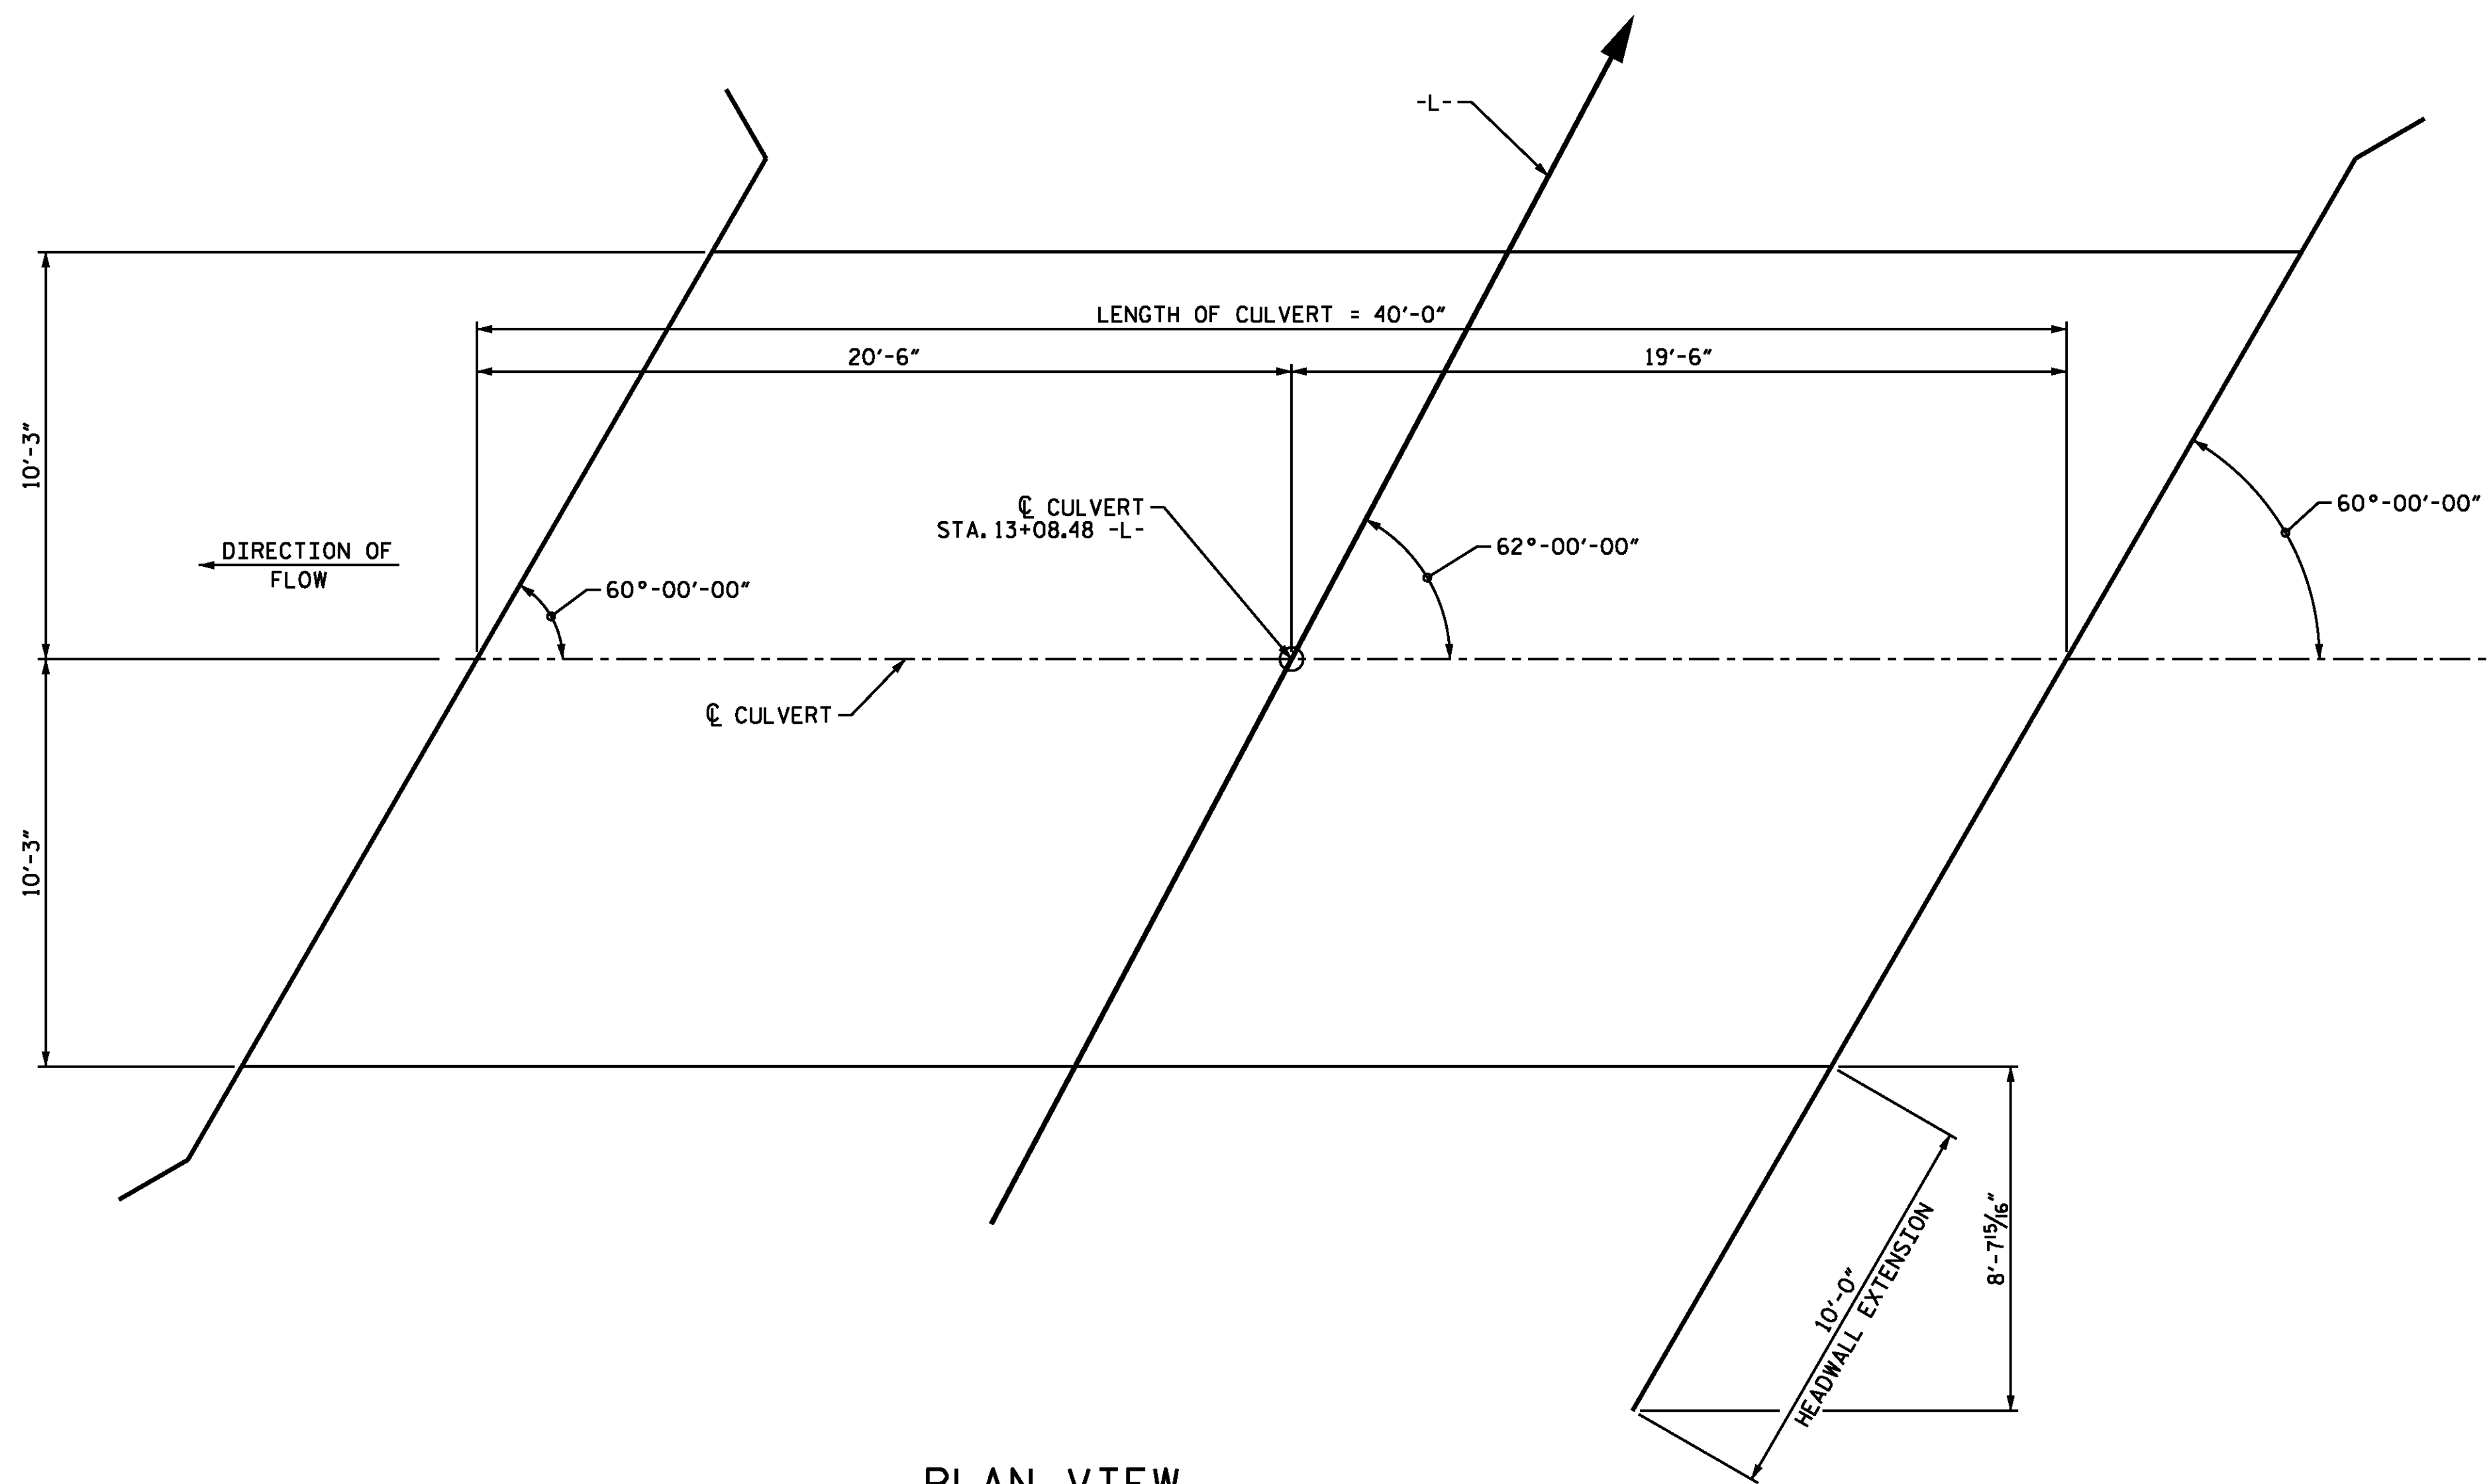 -L-
LENGTH OF CULVERT = 40'-0"
20'-6"
19'-6"
10'-3"
℄ CULVERT
STA. 13+08.48 -L-
60°-00'-00"
62°-00'-00"
DIRECTION OF
FLOW
60°-00'-00"
℄ CULVERT
10'-3"
8'-7 15/16"
10'-0"
HEADWALL EXTENSION
PLAN VIEW